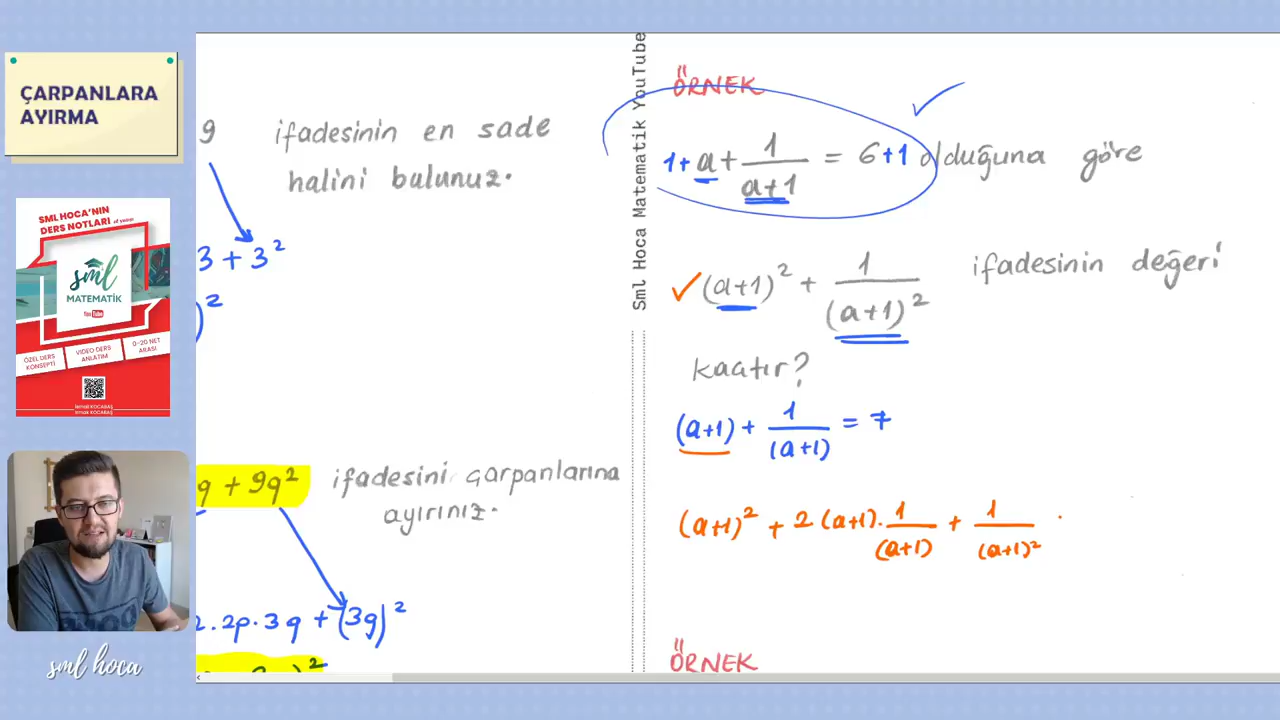 ÇARPANLARA
AYIRMA
SML HOCA'NIN
DERS NOTLARI
sml
MATEMATİK
YouTube
ÖZEL DERS
KONSEPTİ
VIDEO DERS
ANLATIM
0-20 NET
ARASI
sml hoca
9 ifadesinin en sade
halini bulunuz.
3 + 3²
)²
q + 9q² ifadesini çarpanlarına
ayırınız.
2.2p.3q + (3q)²
)²
Sml Hoca Matematik YouTube
ÖRNEK
1+a+1/(a+1) = 6+1 olduğuna göre
(a+1)² + 1/(a+1)² ifadesinin değeri
kaçtır?
(a+1) + 1/(a+1) = 7
(a+1)² + 2(a+1).1/(a+1) + 1/(a+1)²
ÖRNEK